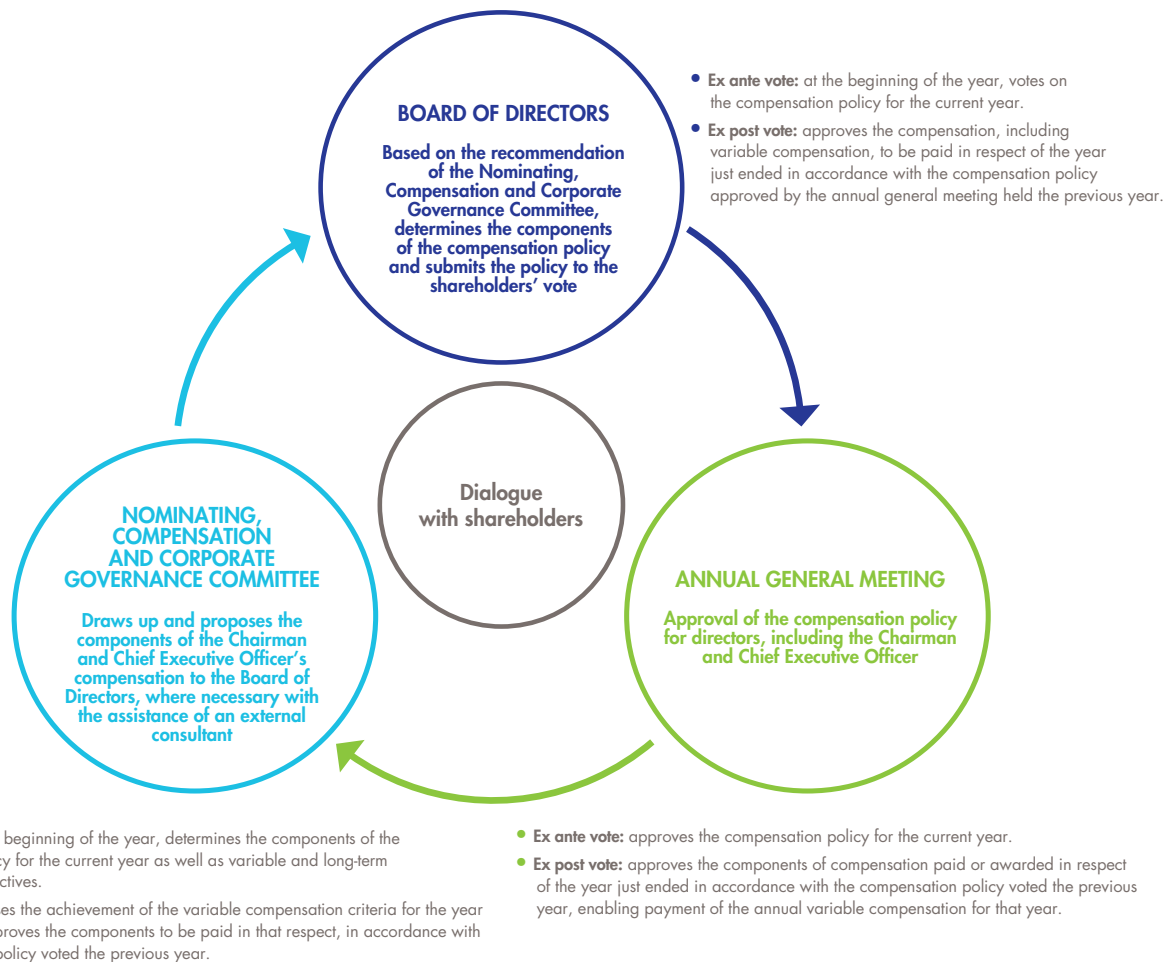 BOARD OF DIRECTORS
Based on the recommendation
of the Nominating,
Compensation and Corporate
Governance Committee,
determines the components
of the compensation policy
and submits the policy to the
shareholders’ vote
• Ex ante vote: at the beginning of the year, votes on
the compensation policy for the current year.
• Ex post vote: approves the compensation, including
variable compensation, to be paid in respect of the year
just ended in accordance with the compensation policy
approved by the annual general meeting held the previous year.
Dialogue
with shareholders
NOMINATING,
COMPENSATION
AND CORPORATE
GOVERNANCE COMMITTEE
Draws up and proposes the
components of the Chairman
and Chief Executive Officer’s
compensation to the Board of
Directors, where necessary with
the assistance of an external
consultant
ANNUAL GENERAL MEETING
Approval of the compensation policy
for directors, including the Chairman
and Chief Executive Officer
beginning of the year, determines the components of the
for the current year as well as variable and long-term
the achievement of the variable compensation criteria for the year
the components to be paid in that respect, in accordance with
policy voted the previous year.
• Ex ante vote: approves the compensation policy for the current year.
• Ex post vote: approves the components of compensation paid or awarded in respect
of the year just ended in accordance with the compensation policy voted the previous
year, enabling payment of the annual variable compensation for that year.